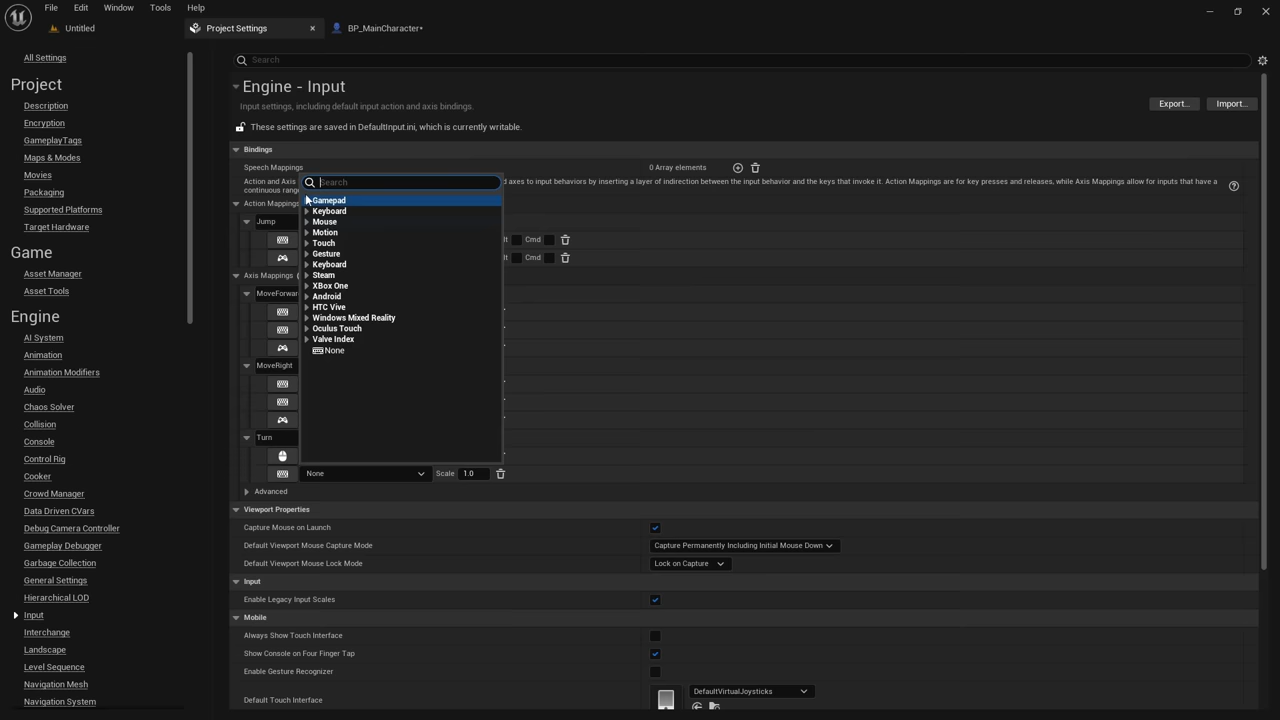 File Edit Window Tools Help
Untitled
Project Settings
BP_MainCharacter*
All Settings
Project
Description
Encryption
GameplayTags
Maps & Modes
Movies
Packaging
Supported Platforms
Target Hardware
Game
Asset Manager
Asset Tools
Engine
AI System
Animation
Animation Modifiers
Audio
Chaos Solver
Collision
Console
Control Rig
Cooker
Crowd Manager
Data Driven CVars
Debug Camera Controller
Gameplay Debugger
Garbage Collection
General Settings
Hierarchical LOD
Input
Interchange
Landscape
Level Sequence
Navigation Mesh
Navigation System
Search
Engine - Input
Input settings, including default input action and axis bindings.
Export...
Import...
These settings are saved in DefaultInput.ini, which is currently writable.
Bindings
Speech Mappings
0 Array elements
Action and Axis
d axes to input behaviors by inserting a layer of indirection between the input behavior and the keys that invoke it. Action Mappings are for key presses and releases, while Axis Mappings allow for inputs that have a
continuous rang
Action Mappings
Jump
lt Cmd
lt Cmd
Axis Mappings (
MoveForwar
MoveRight
Turn
Search
Gamepad
Keyboard
Mouse
Motion
Touch
Gesture
Keyboard
Steam
XBox One
Android
HTC Vive
Windows Mixed Reality
Oculus Touch
Valve Index
None
None
Scale 1.0
Advanced
Viewport Properties
Capture Mouse on Launch
Default Viewport Mouse Capture Mode
Capture Permanently Including Initial Mouse Down
Default Viewport Mouse Lock Mode
Lock on Capture
Input
Enable Legacy Input Scales
Mobile
Always Show Touch Interface
Show Console on Four Finger Tap
Enable Gesture Recognizer
Default Touch Interface
DefaultVirtualJoysticks